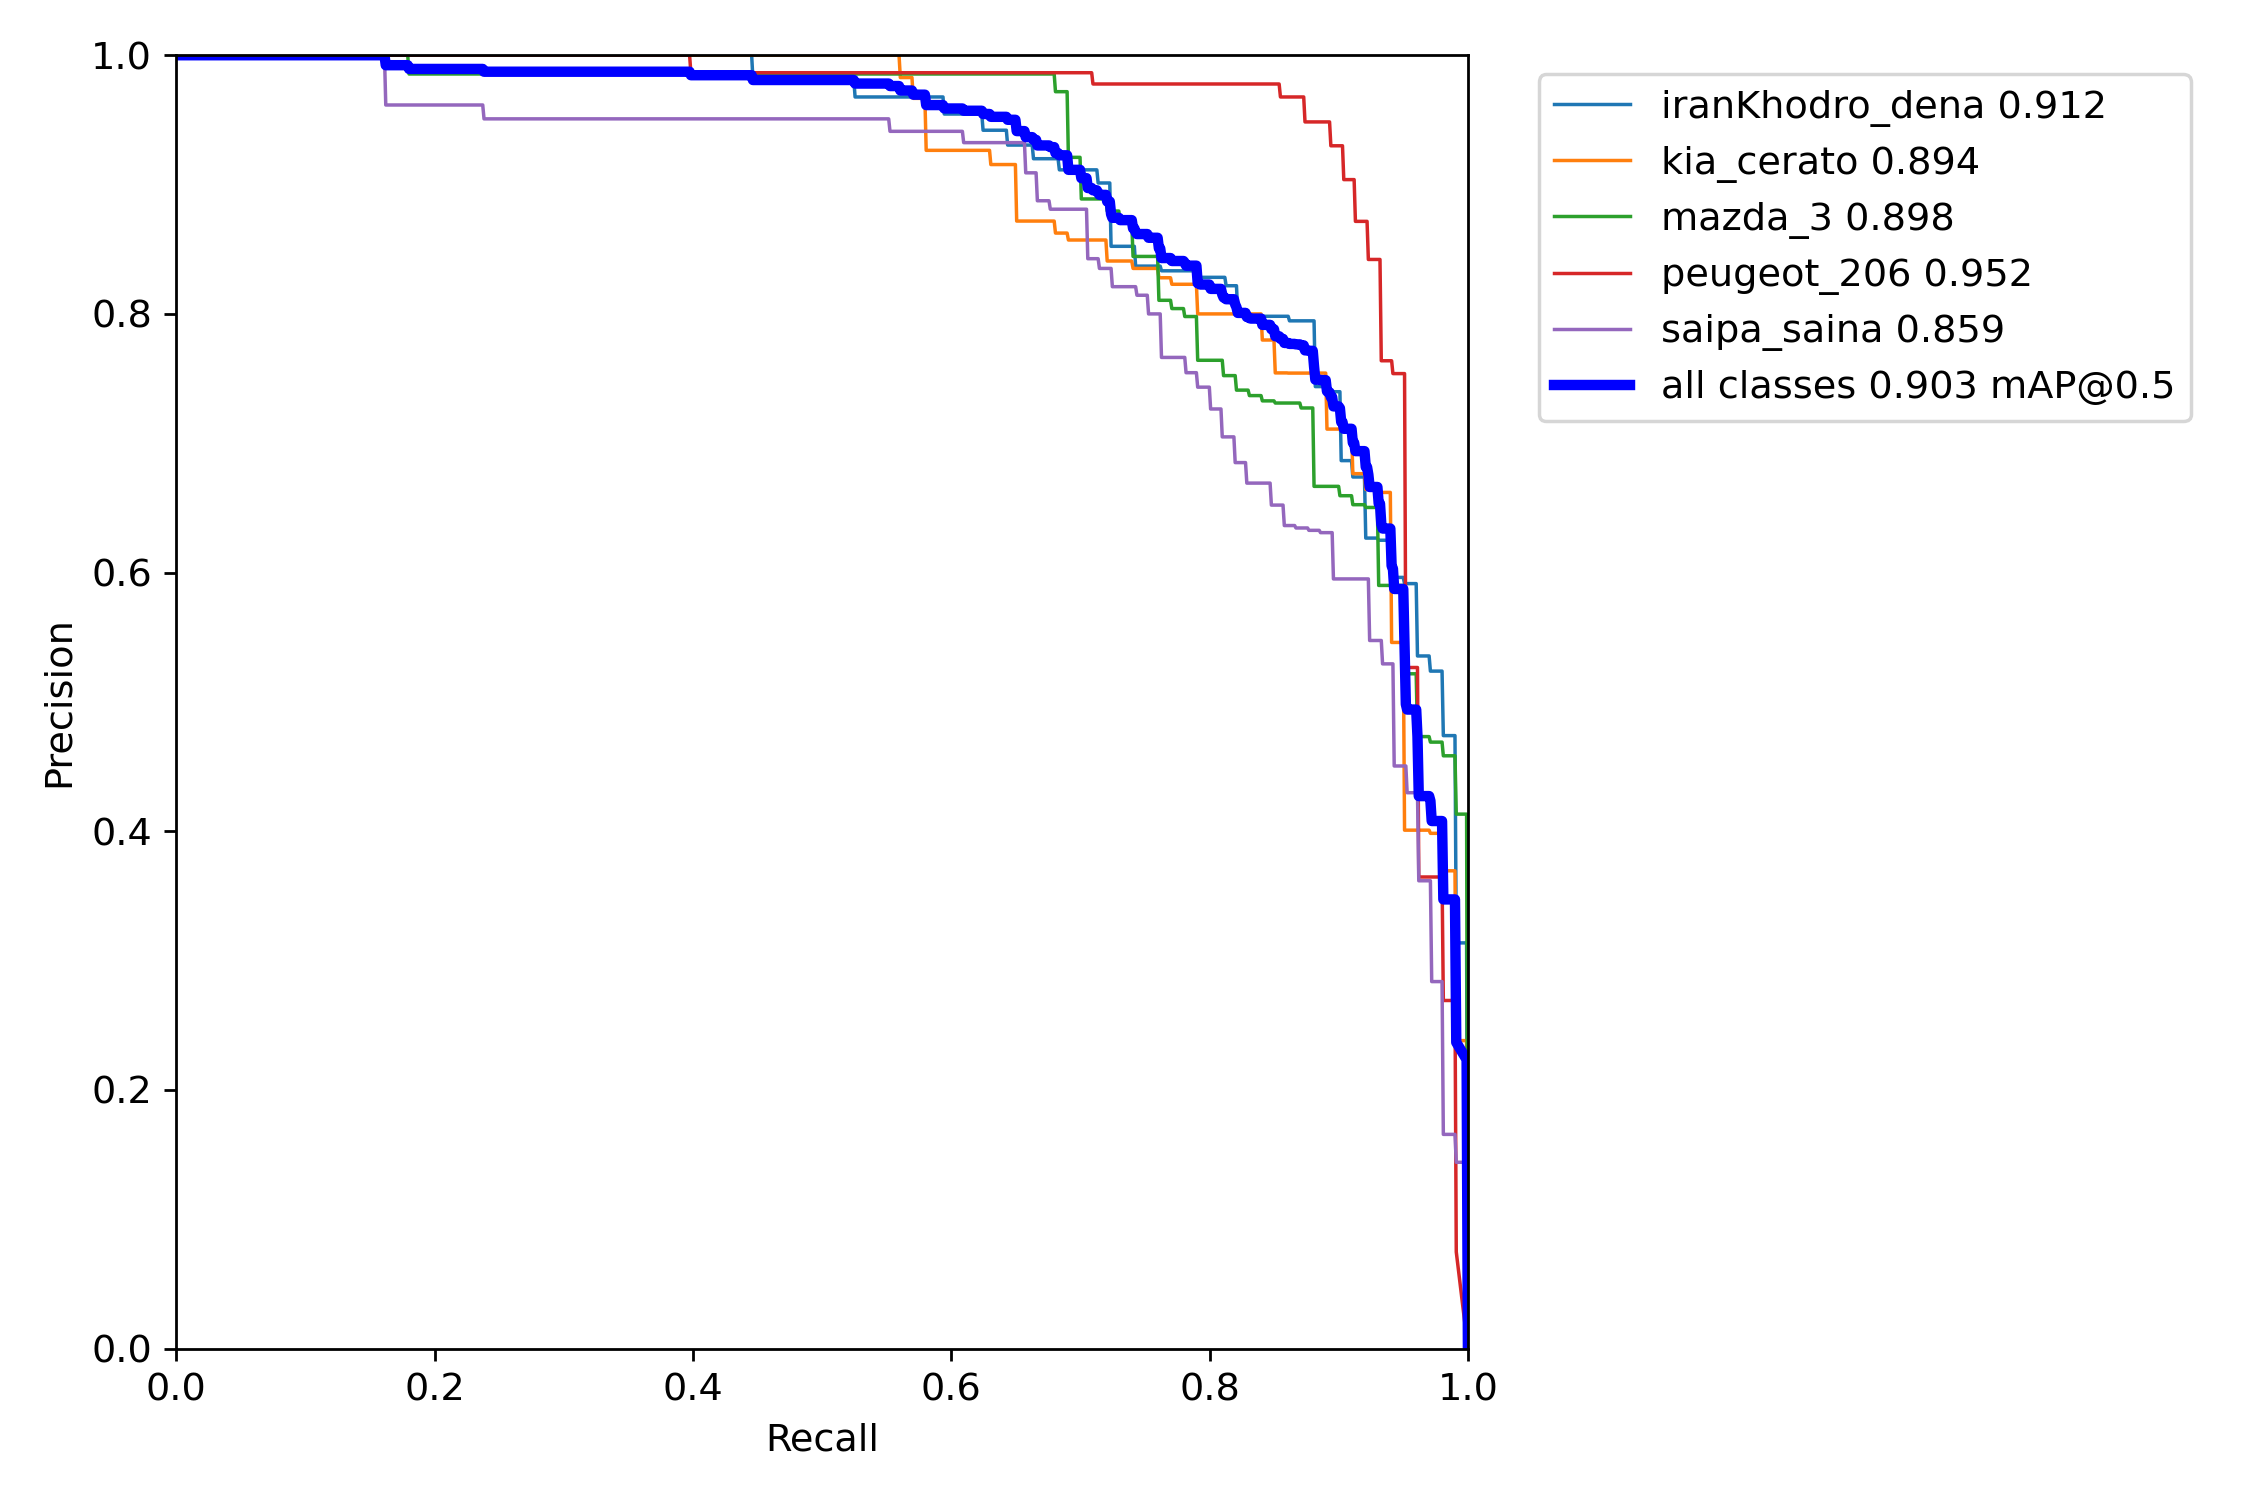 1.0
0.8
0.6
0.4
0.2
0.0
0.0 0.2 0.4 0.6 0.8 1.0
Precision
Recall
iranKhodro_dena 0.912
kia_cerato 0.894
mazda_3 0.898
peugeot_206 0.952
saipa_saina 0.859
all classes 0.903 mAP@0.5